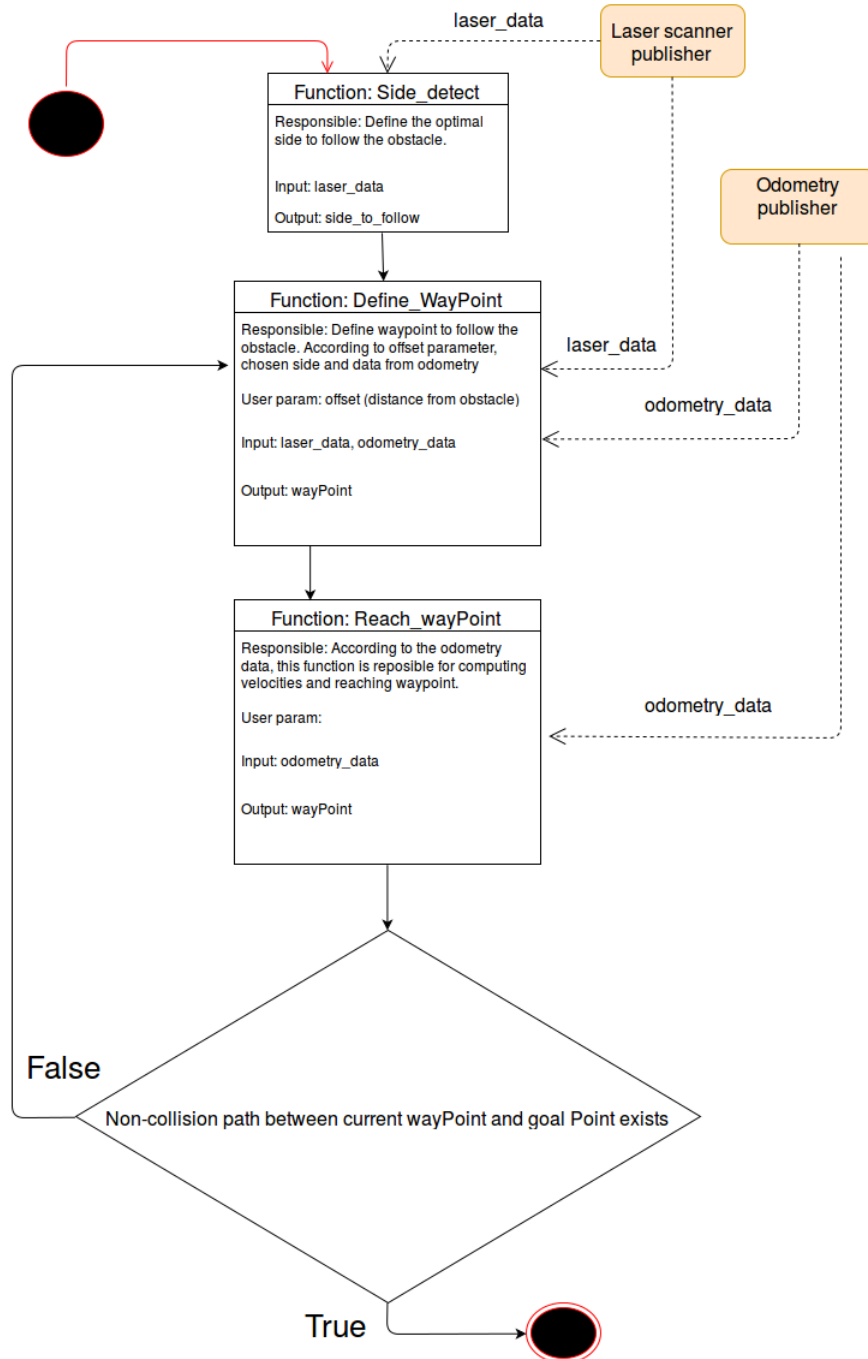 laser_data
Laser scanner
publisher
Function: Side_detect
Responsible: Define the optimal
side to follow the obstacle.
Input: laser_data
Output: side_to_follow
Odometry
publisher
Function: Define_WayPoint
Responsible: Define waypoint to follow the
obstacle. According to offset parameter,
chosen side and data from odometry
User param: offset (distance from obstacle)
Input: laser_data, odometry_data
Output: wayPoint
laser_data
odometry_data
Function: Reach_wayPoint
Responsible: According to the odometry
data, this function is reposible for computing
velocities and reaching waypoint.
User param:
Input: odometry_data
Output: wayPoint
odometry_data
False
Non-collision path between current wayPoint and goal Point exists
True